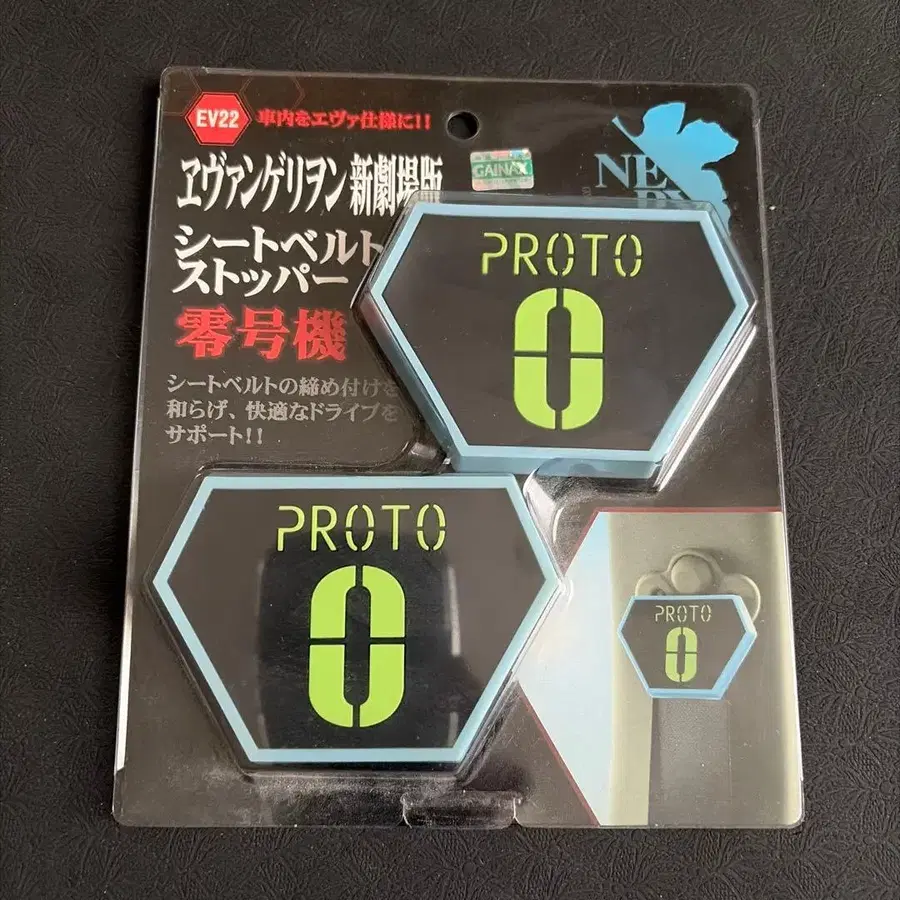 EV22 車内をエヴァ仕様に!!
ヱヴァンゲリヲン新劇場版
GAINAX
NE
シートベルト
ストッパー
零号機
シートベルトの締め付けを
和らげ、快適なドライブを
サポート!!
PROTO
0
PROTO
0
PROTO
0